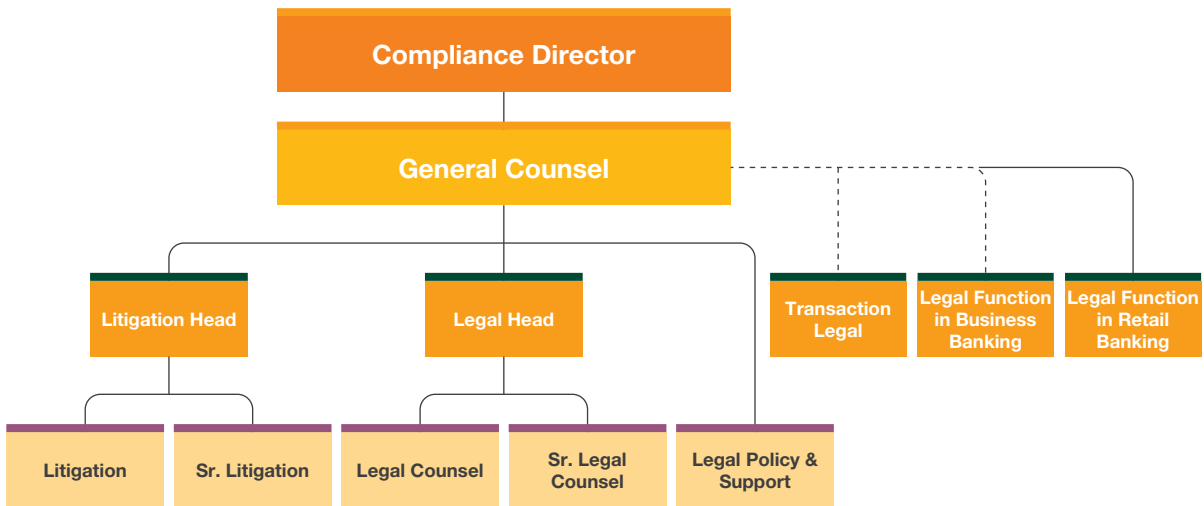 Compliance Director
General Counsel
Litigation Head
Legal Head
Transaction
Legal
Legal Function
in Business
Banking
Legal Function
in Retail
Banking
Litigation
Sr. Litigation
Legal Counsel
Sr. Legal
Counsel
Legal Policy &
Support